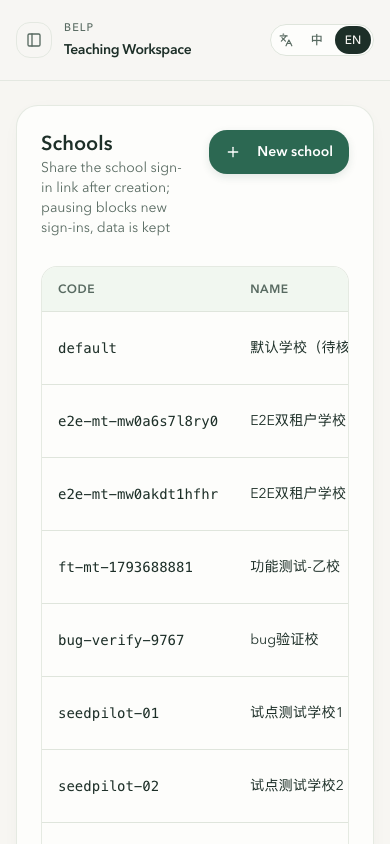 BELP
Teaching Workspace
中
EN
Schools
New school
Share the school sign-
in link after creation;
pausing blocks new
sign-ins, data is kept
CODE NAME
default 默认学校（待核
e2e-mt-mw0a6s7l8ry0 E2E双租户学校
e2e-mt-mw0akdt1hfhr E2E双租户学校
ft-mt-1793688881 功能测试-乙校
bug-verify-9767 bug验证校
seedpilot-01 试点测试学校1
seedpilot-02 试点测试学校2